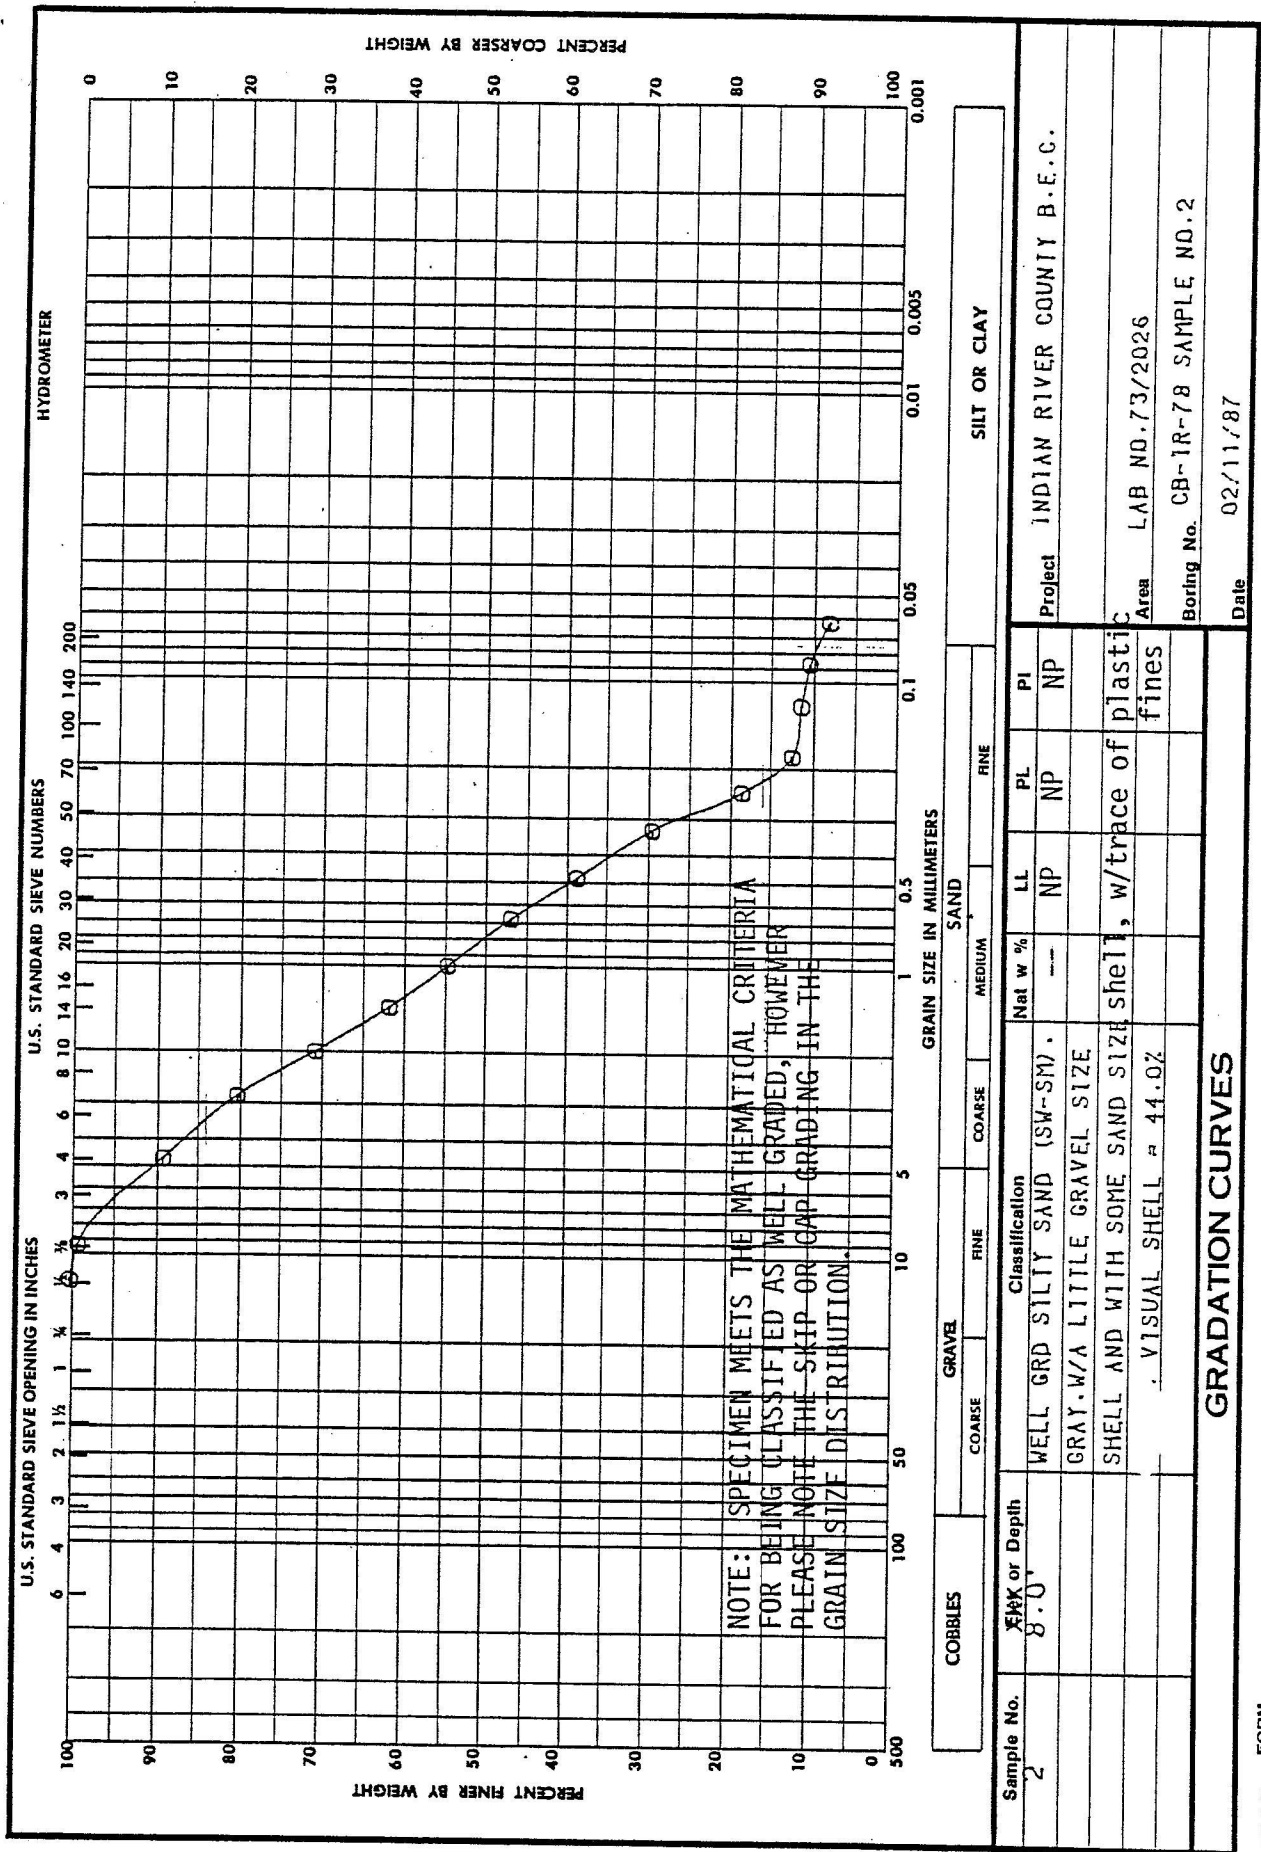 U.S. STANDARD SIEVE OPENING IN INCHES
U.S. STANDARD SIEVE NUMBERS
HYDROMETER
6 4 3 2 1½ 1 ¾ ½ ⅜ 3 4 6 8 10 14 16 20 30 40 50 70 100 140 200
PERCENT FINER BY WEIGHT
100
90
80
70
60
50
40
30
20
10
0
PERCENT COARSER BY WEIGHT
0
10
20
30
40
50
60
70
80
90
100
NOTE: SPECIMEN MEETS THE MATHEMATICAL CRITERIA
FOR BEING CLASSIFIED AS WELL GRADED, HOWEVER
PLEASE NOTE THE SKIP OR GAP GRADING IN THE
GRAIN SIZE DISTRIBUTION.
500 100 50 10 5 1 0.5 0.1 0.05 0.01 0.005 0.001
GRAIN SIZE IN MILLIMETERS
COBBLES GRAVEL SAND SILT OR CLAY
COARSE FINE COARSE MEDIUM FINE
Sample No. Elev or Depth Classification Nat w % LL PL PI
2 8.0' WELL GRD SILTY SAND (SW-SM). --- NP NP NP
GRAY.W/A LITTLE GRAVEL SIZE
SHELL AND WITH SOME SAND SIZE shell, w/trace of plastic
fines
VISUAL SHELL = 44.0%
Project INDIAN RIVER COUNTY B.E.C.
Area LAB NO.73/2026
Boring No. CB-IR-78 SAMPLE NO.2
Date 02/11/87
GRADATION CURVES
FORM